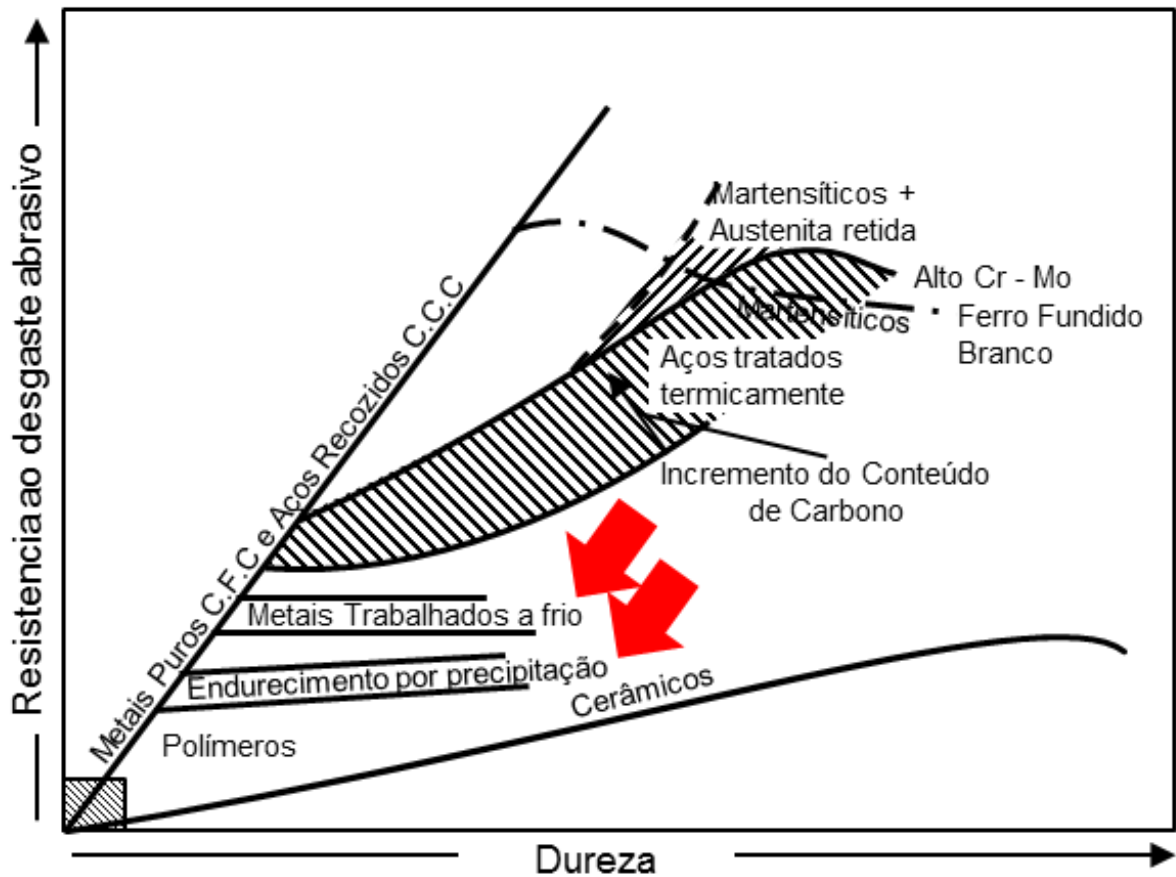 Resistencia ao desgaste abrasivo
Metais Puros C.F.C e Aços Recozidos C.C.C
Martensíticos +
Austenita retida
Alto Cr - Mo
Martensíticos
Ferro Fundido
Branco
Aços tratados
termicamente
Incremento do Conteúdo
de Carbono
Metais Trabalhados a frio
Endurecimento por precipitação
Cerâmicos
Polímeros
Dureza